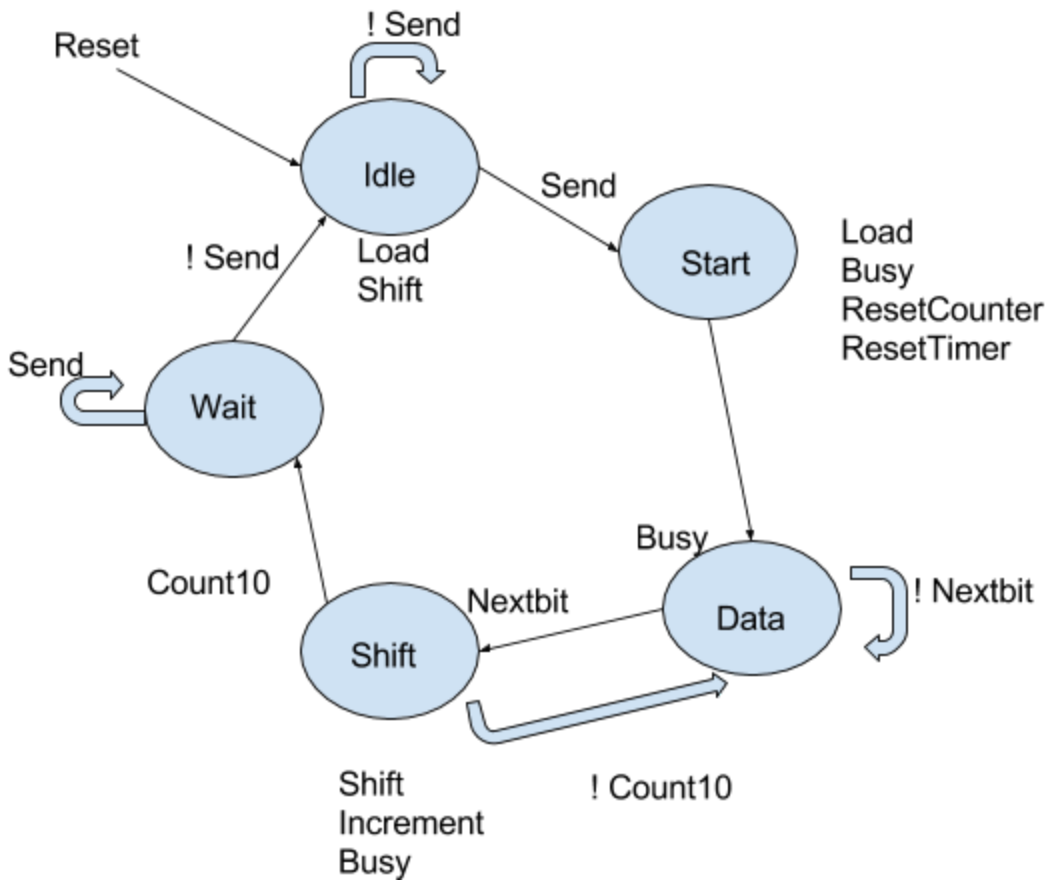 ! Send
Reset
Idle
Send
! Send
Load
Shift
Start
Load
Busy
ResetCounter
ResetTimer
Send
Wait
Busy
Count10
Nextbit
! Nextbit
Data
Shift
Shift
Increment
Busy
! Count10